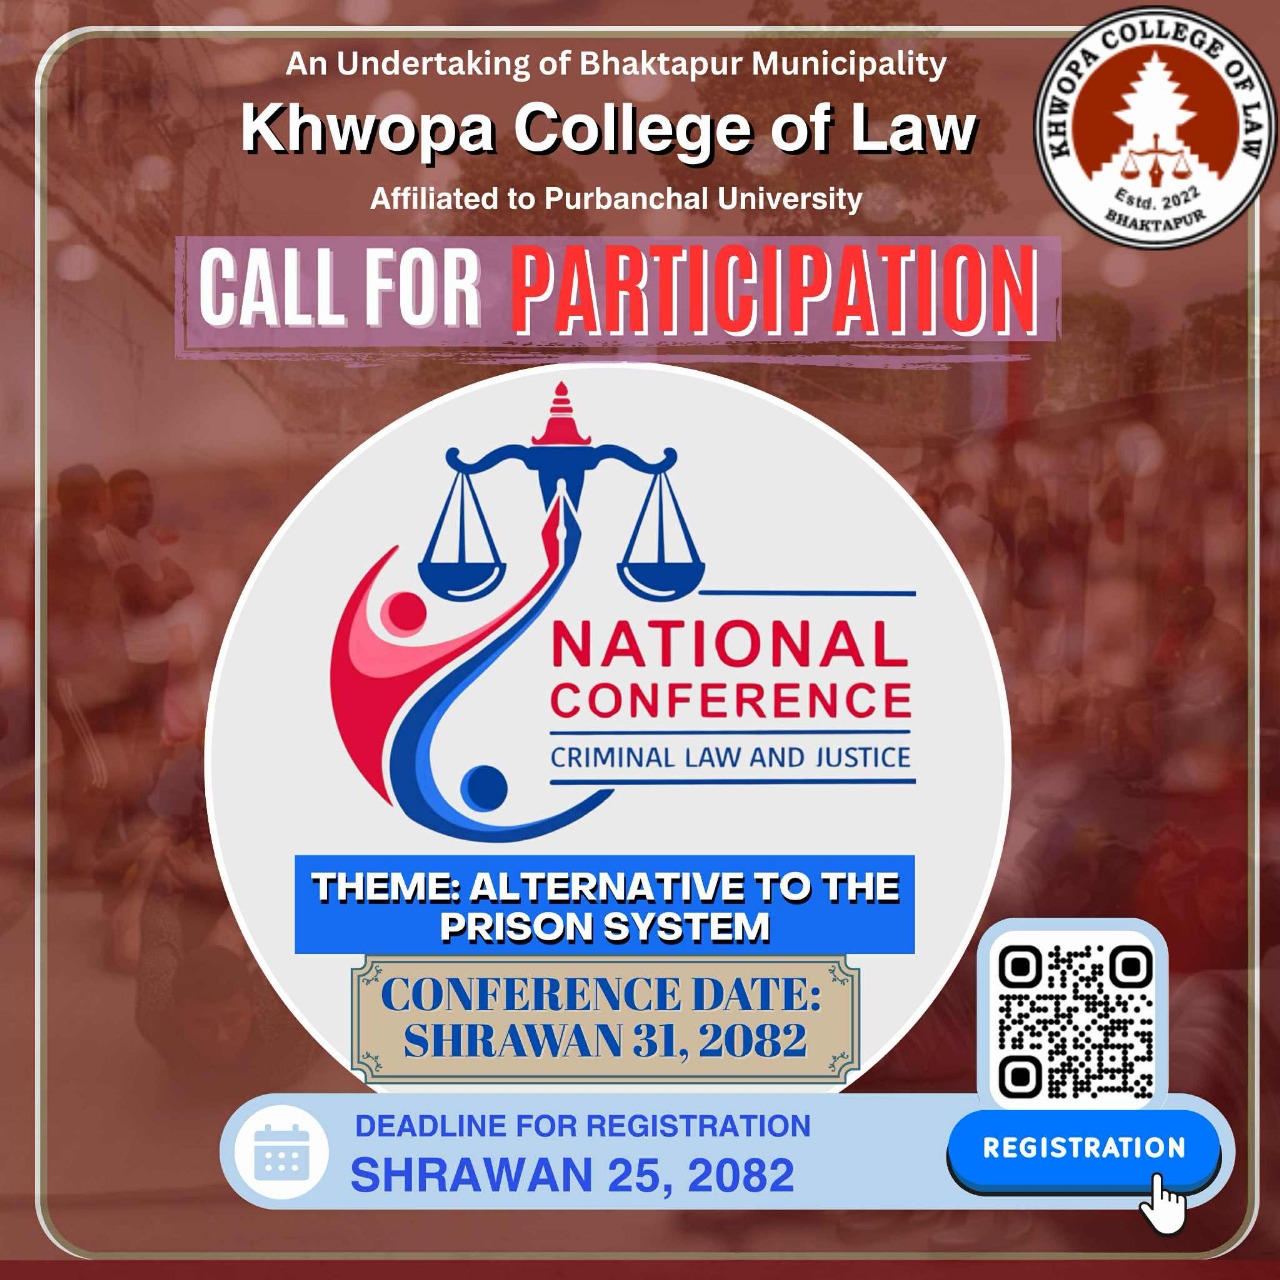 An Undertaking of Bhaktapur Municipality
Khwopa College of Law
Affiliated to Purbanchal University
KHWOPA COLLEGE OF LAW
Estd. 2022
BHAKTAPUR
CALL FOR PARTICIPATION
NATIONAL
CONFERENCE
CRIMINAL LAW AND JUSTICE
THEME: ALTERNATIVE TO THE
PRISON SYSTEM
CONFERENCE DATE:
SHRAWAN 31, 2082
DEADLINE FOR REGISTRATION
SHRAWAN 25, 2082
REGISTRATION